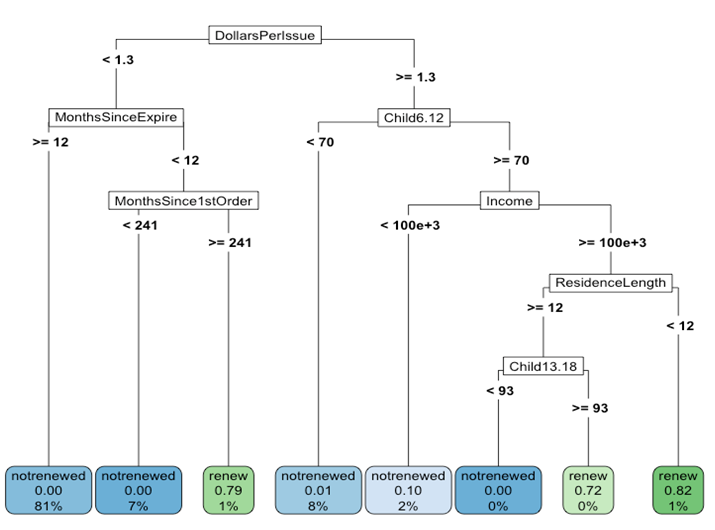 DollarsPerIssue
< 1.3
>= 1.3
MonthsSinceExpire
Child6.12
>= 12
< 12
< 70
>= 70
MonthsSince1stOrder
Income
< 241
>= 241
< 100e+3
>= 100e+3
ResidenceLength
>= 12
< 12
Child13.18
< 93
>= 93
notrenewed
0.00
81%
notrenewed
0.00
7%
renew
0.79
1%
notrenewed
0.01
8%
notrenewed
0.10
2%
notrenewed
0.00
0%
renew
0.72
0%
renew
0.82
1%